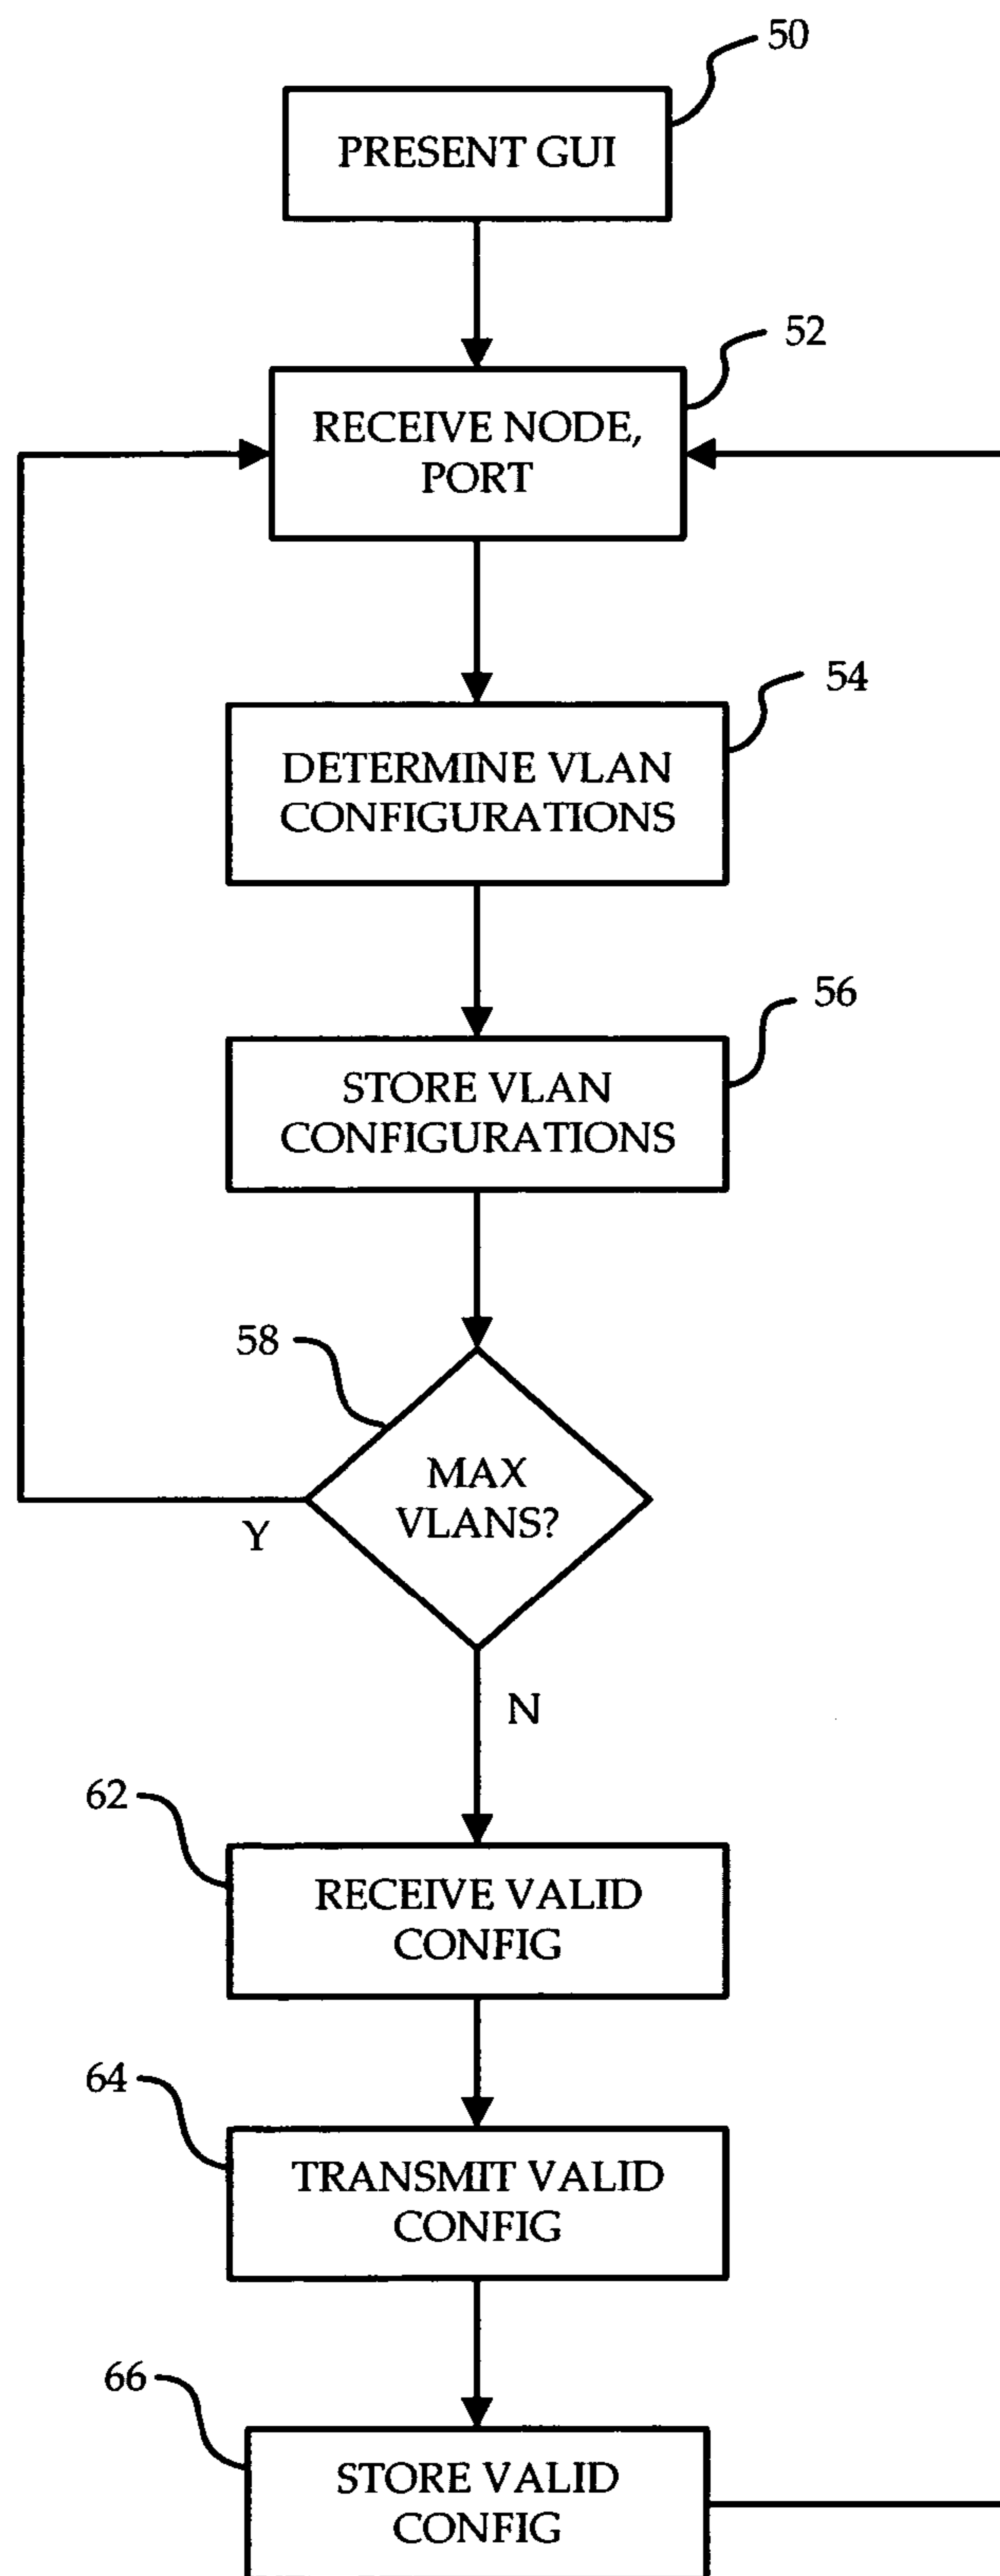 50
PRESENT GUI
52
RECEIVE NODE,
PORT
54
DETERMINE VLAN
CONFIGURATIONS
56
STORE VLAN
CONFIGURATIONS
58
MAX
VLANS?
Y
N
62
RECEIVE VALID
CONFIG
64
TRANSMIT VALID
CONFIG
66
STORE VALID
CONFIG